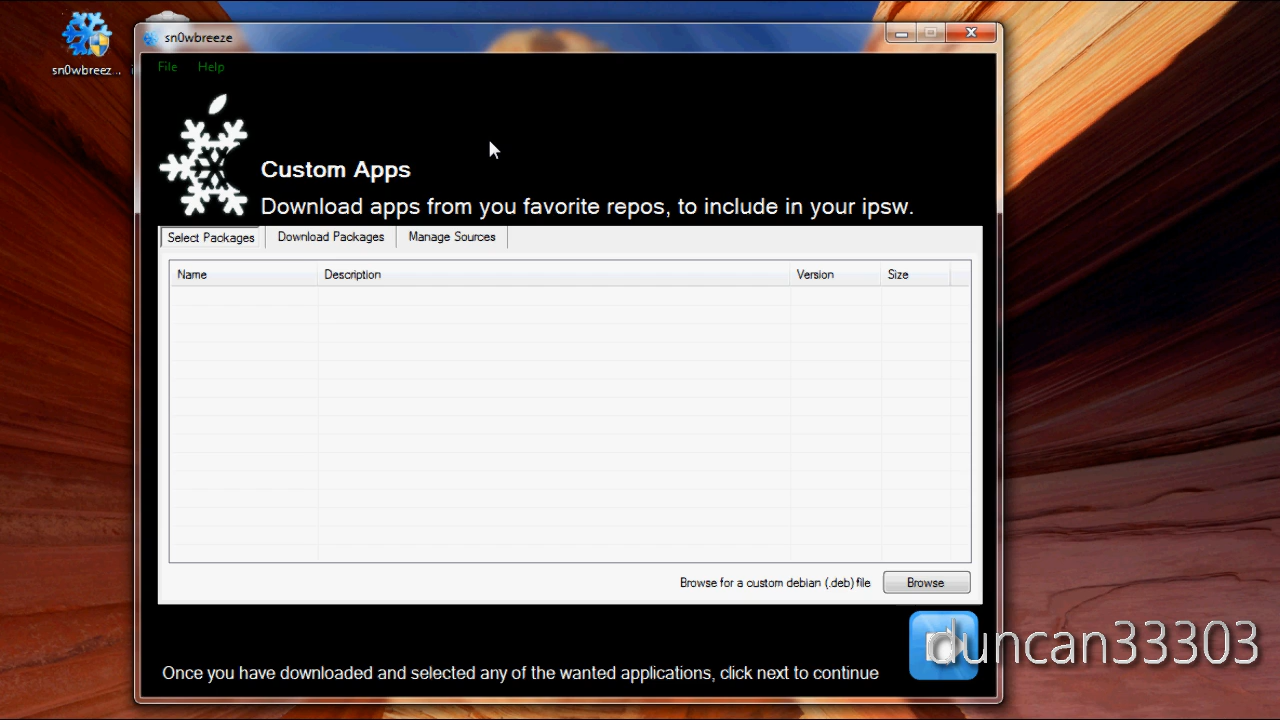 sn0wbreez...
sn0wbreeze
File Help
Custom Apps
Download apps from you favorite repos, to include in your ipsw.
Select Packages Download Packages Manage Sources
Name Description Version Size
Browse for a custom debian (.deb) file Browse
duncan33303
Once you have downloaded and selected any of the wanted applications, click next to continue